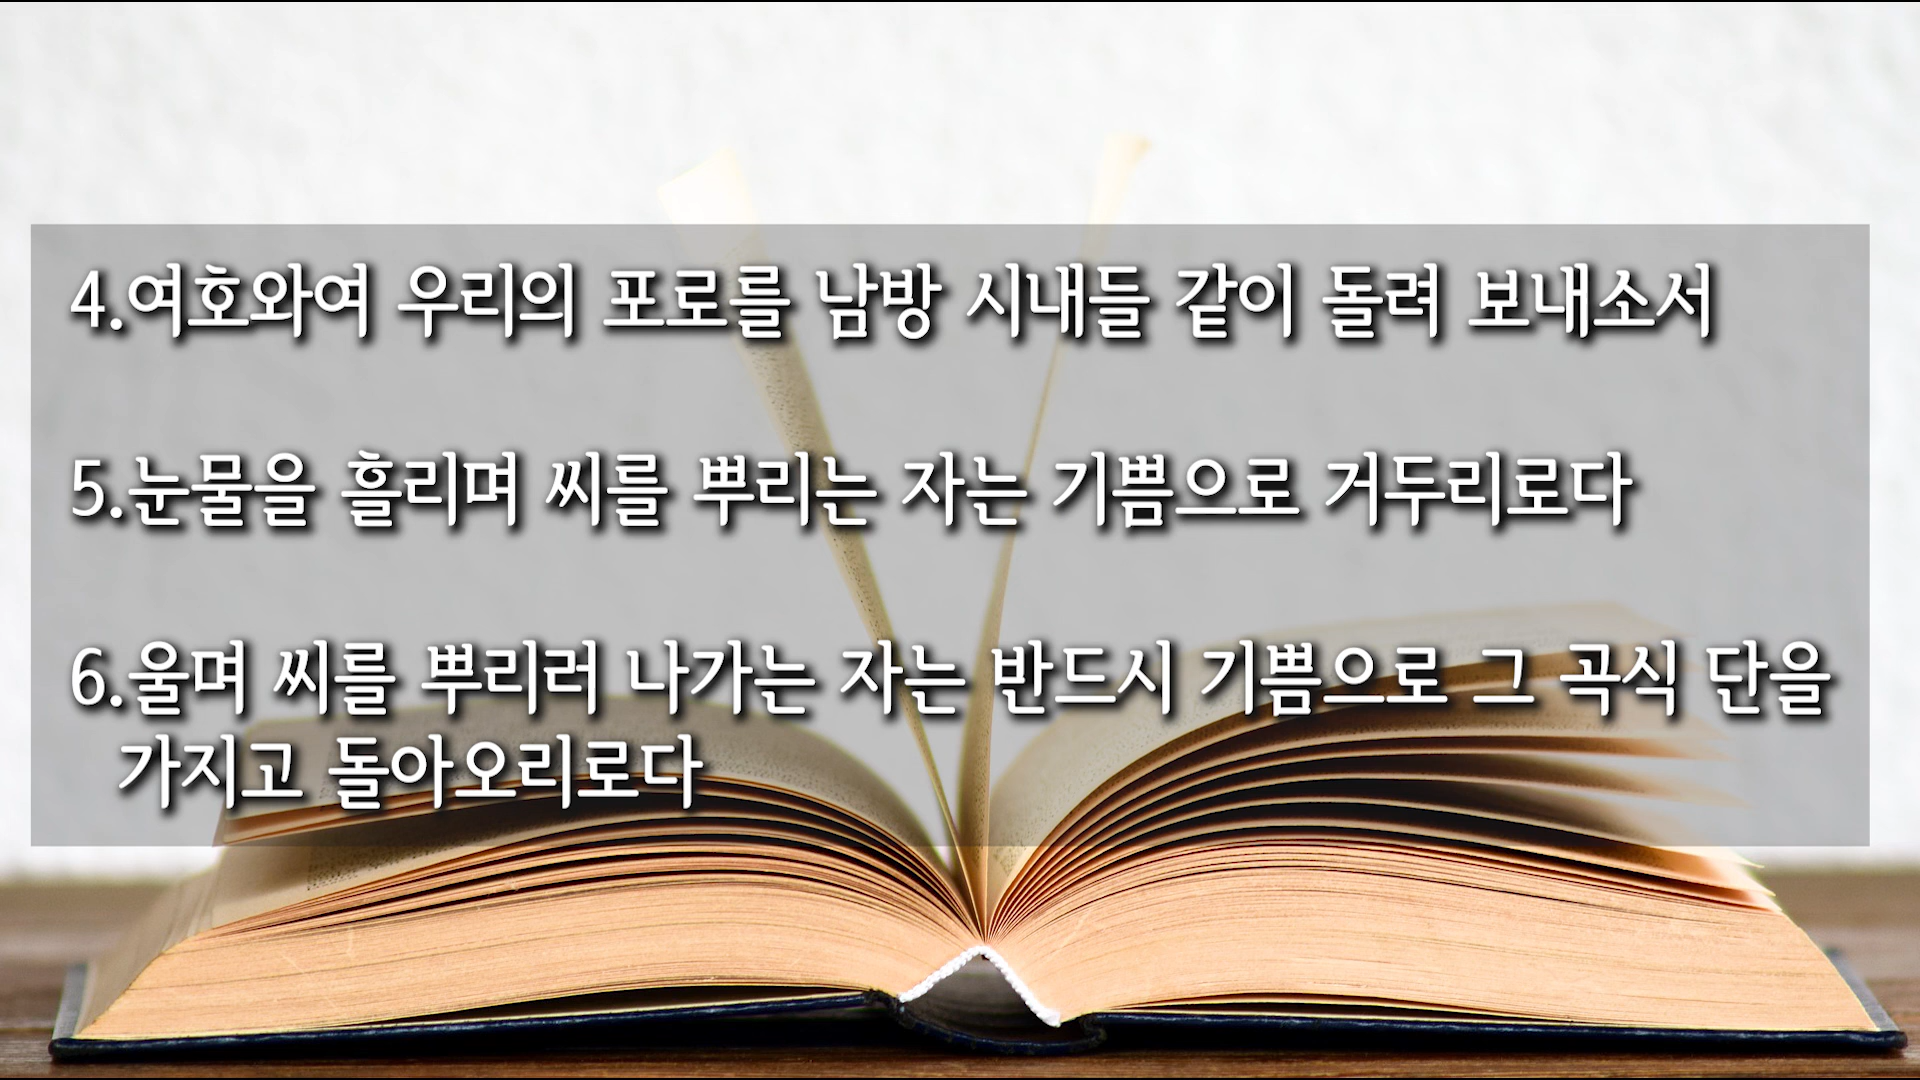 4.여호와여 우리의 포로를 남방 시내들 같이 돌려 보내소서
5.눈물을 흘리며 씨를 뿌리는 자는 기쁨으로 거두리로다
6.울며 씨를 뿌리러 나가는 자는 반드시 기쁨으로 그 곡식 단을
가지고 돌아오리로다